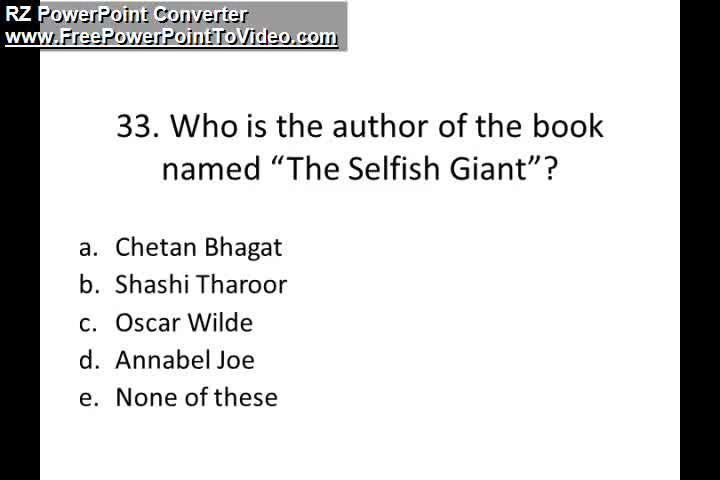 RZ PowerPoint Converter
www.FreePowerPointToVideo.com
33. Who is the author of the book
named “The Selfish Giant”?
a. Chetan Bhagat
b. Shashi Tharoor
c. Oscar Wilde
d. Annabel Joe
e. None of these